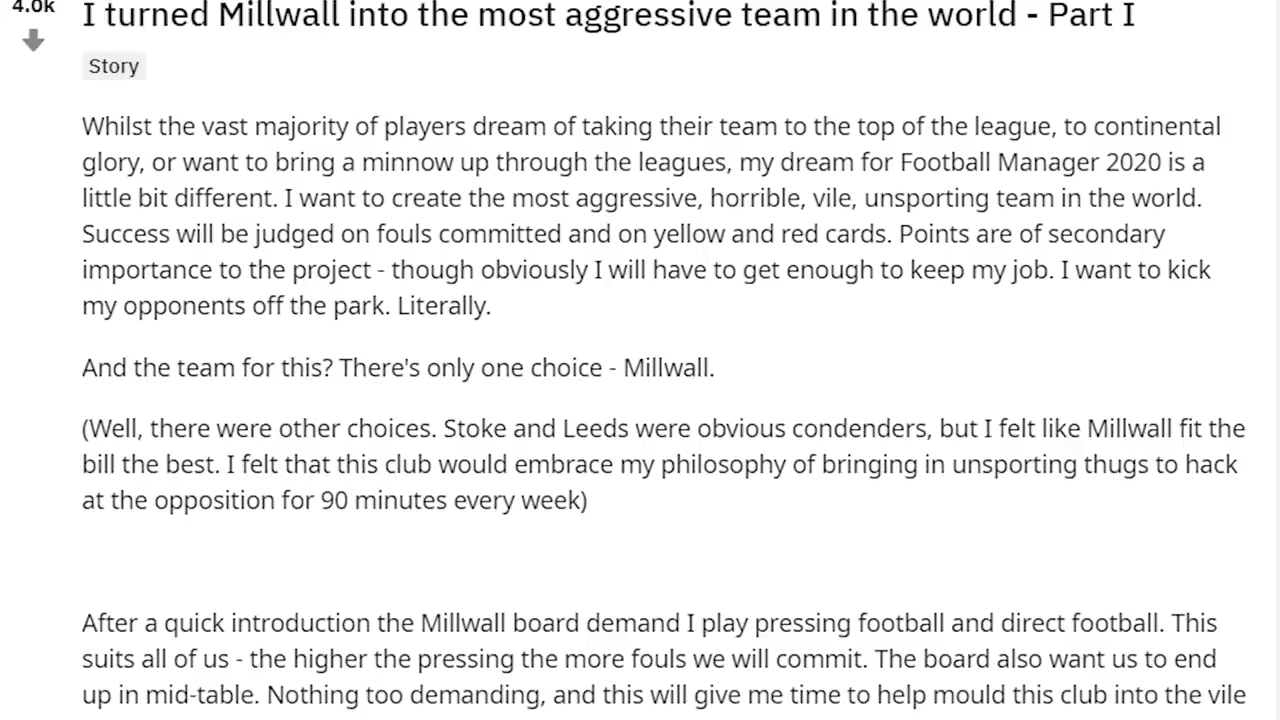 4.0k
I turned Millwall into the most aggressive team in the world - Part I
Story
Whilst the vast majority of players dream of taking their team to the top of the league, to continental
glory, or want to bring a minnow up through the leagues, my dream for Football Manager 2020 is a
little bit different. I want to create the most aggressive, horrible, vile, unsporting team in the world.
Success will be judged on fouls committed and on yellow and red cards. Points are of secondary
importance to the project - though obviously I will have to get enough to keep my job. I want to kick
my opponents off the park. Literally.
And the team for this? There's only one choice - Millwall.
(Well, there were other choices. Stoke and Leeds were obvious condenders, but I felt like Millwall fit the
bill the best. I felt that this club would embrace my philosophy of bringing in unsporting thugs to hack
at the opposition for 90 minutes every week)
After a quick introduction the Millwall board demand I play pressing football and direct football. This
suits all of us - the higher the pressing the more fouls we will commit. The board also want us to end
up in mid-table. Nothing too demanding, and this will give me time to help mould this club into the vile